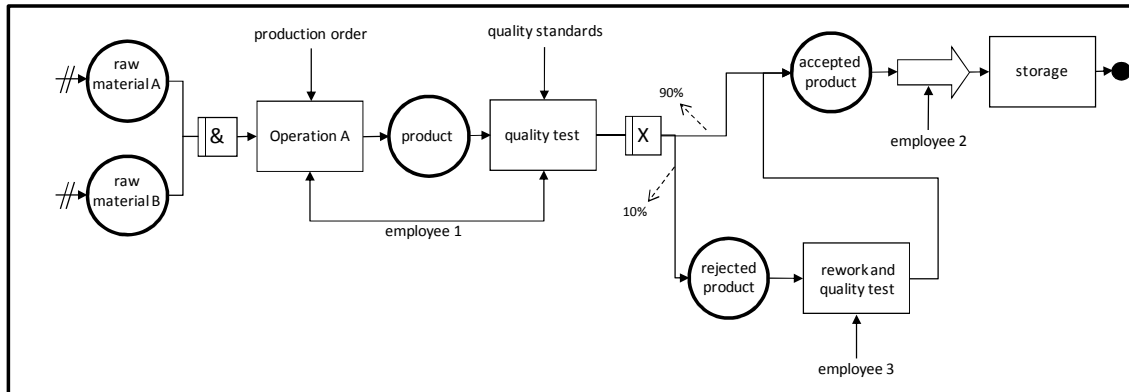 production order
quality standards
raw
material A
accepted
product
storage
90%
&
Operation A
product
quality test
X
employee 2
raw
material B
10%
employee 1
rejected
product
rework and
quality test
employee 3